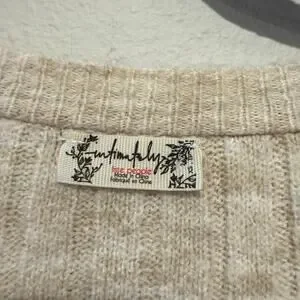 intimately
free people
Made in China
Fabriqué en Chine